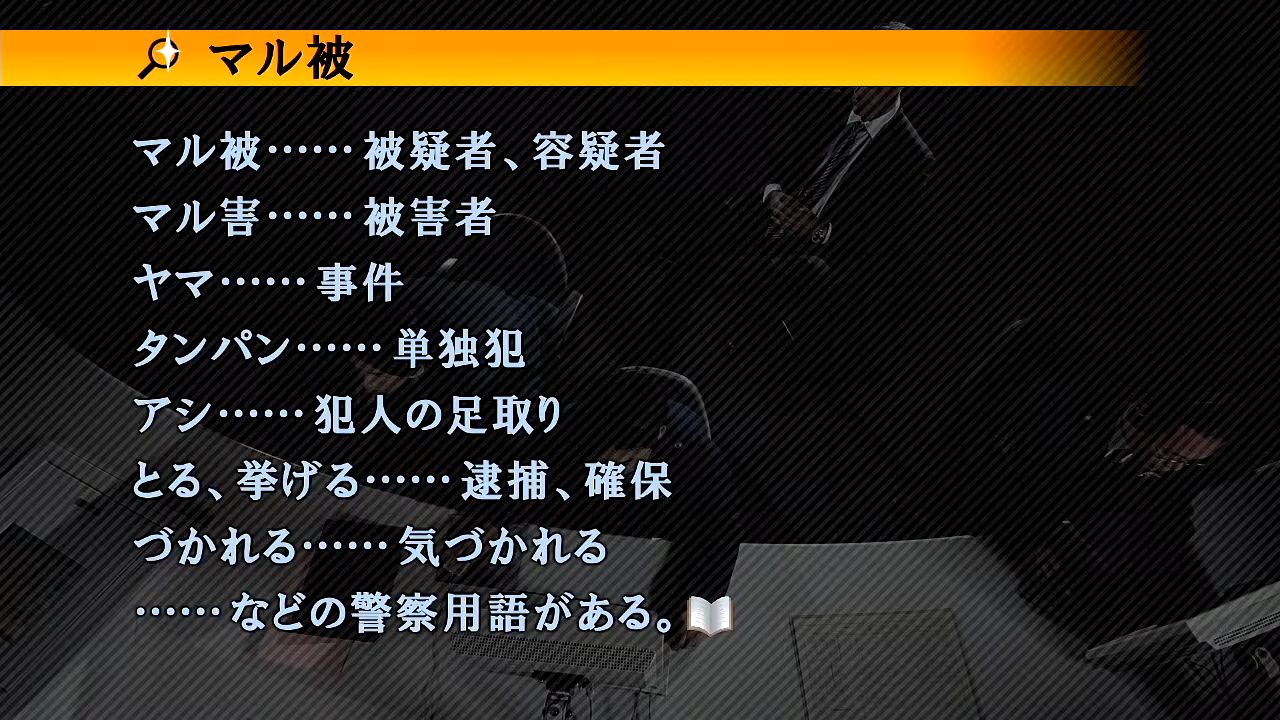 マル被
マル被……被疑者、容疑者
マル害……被害者
ヤマ……事件
タンパン……単独犯
アシ……犯人の足取り
とる、挙げる……逮捕、確保
づかれる……気づかれる
……などの警察用語がある。